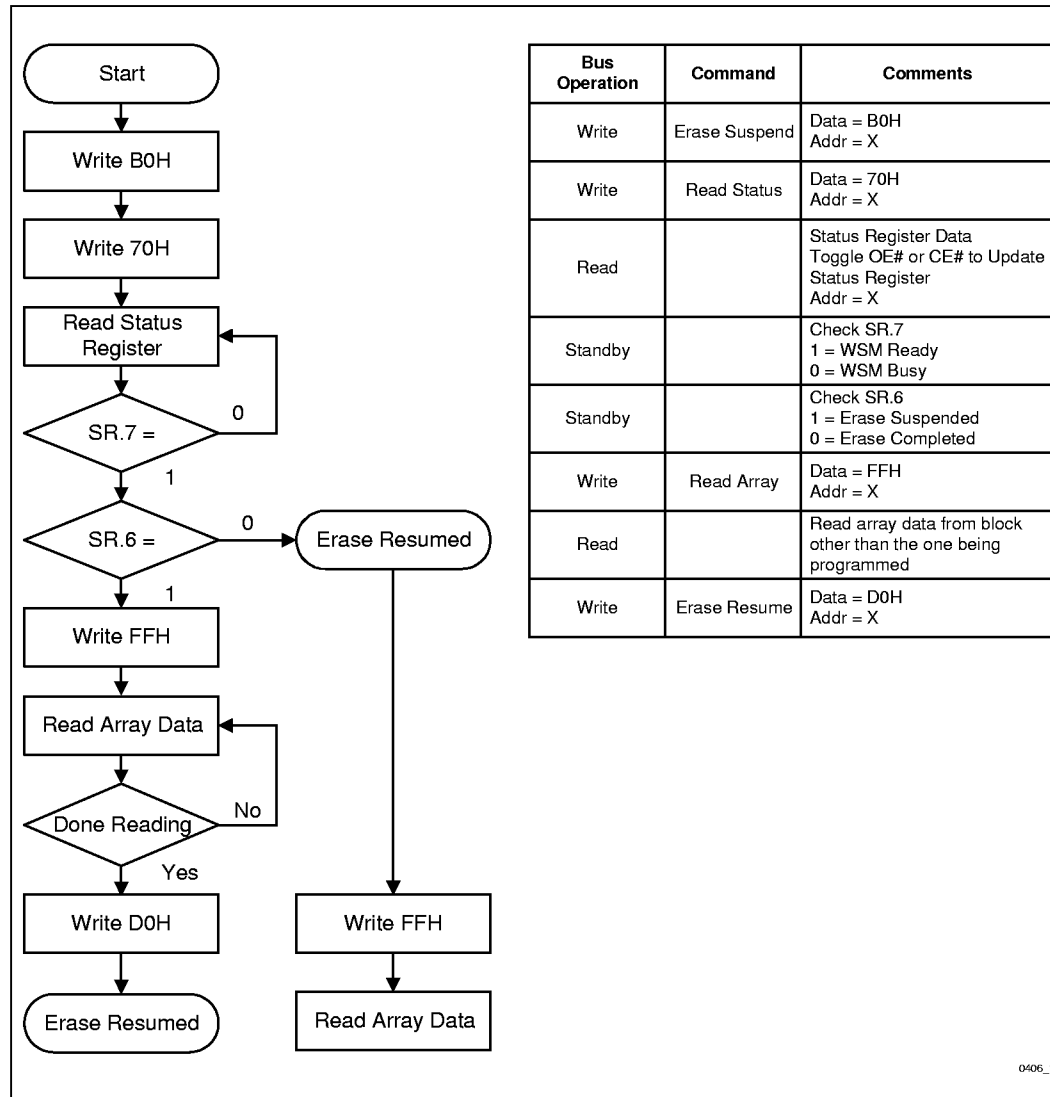 Start
Write B0H
Write 70H
Read Status
Register
0
SR.7 =
1
0
SR.6 =
Erase Resumed
1
Write FFH
Read Array Data
No
Done Reading
Yes
Write D0H
Write FFH
Erase Resumed
Read Array Data
Bus
Operation
Command
Comments
Write
Erase Suspend
Data = B0H
Addr = X
Write
Read Status
Data = 70H
Addr = X
Read
Status Register Data
Toggle OE# or CE# to Update
Status Register
Addr = X
Standby
Check SR.7
1 = WSM Ready
0 = WSM Busy
Standby
Check SR.6
1 = Erase Suspended
0 = Erase Completed
Write
Read Array
Data = FFH
Addr = X
Read
Read array data from block
other than the one being
programmed
Write
Erase Resume
Data = D0H
Addr = X
0406_